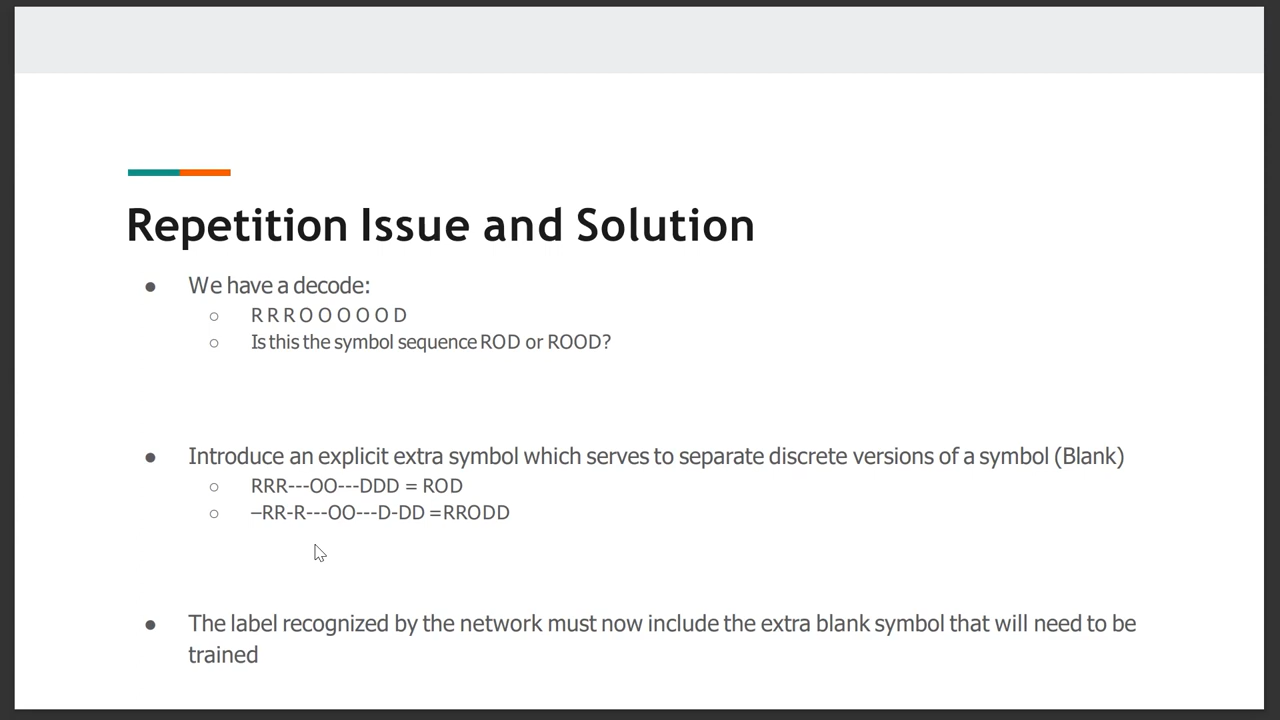 Repetition Issue and Solution
● We have a decode:
○ R R R O O O O O D
○ Is this the symbol sequence ROD or ROOD?
● Introduce an explicit extra symbol which serves to separate discrete versions of a symbol (Blank)
○ RRR---OO---DDD = ROD
○ –RR-R---OO---D-DD =RRODD
● The label recognized by the network must now include the extra blank symbol that will need to be
trained